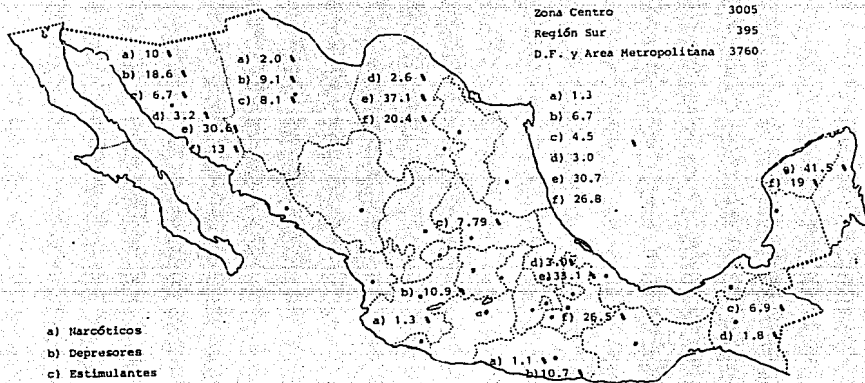 Zona Centro 3005
Región Sur 395
D.F. y Area Metropolitana 3760
a) 10 %
b) 18.6 %
c) 6.7 %
d) 3.2 %
e) 30.6%
f) 13 %
a) 2.0 %
b) 9.1 %
c) 8.1 %
d) 2.6 %
e) 37.1 %
f) 20.4 %
a) 1.3
b) 6.7
c) 4.5
d) 3.0
e) 30.7
f) 26.8
g) 41.5 %
f) 19 %
c) 7.79 %
d)3.0%
e)33.1 %
b) 10.9 %
f) 26.5 %
a) 1.3 %
c) 6.9 %
d) 1.8 %
a) 1.1 %
b)10.7 %
a) Narcóticos
b) Depresores
c) Estimulantes